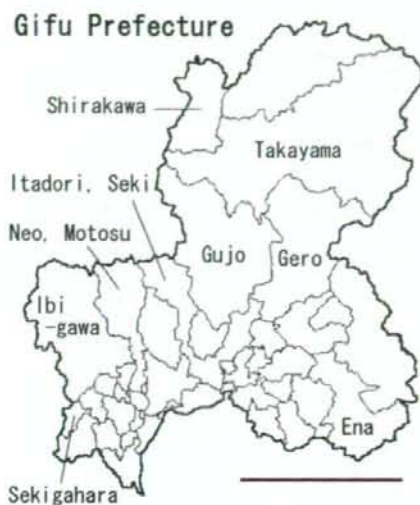 Gifu Prefecture
Shirakawa
Takayama
Itadori, Seki
Neo, Motosu
Gujo
Gero
Ibi
-gawa
Ena
Sekigahara